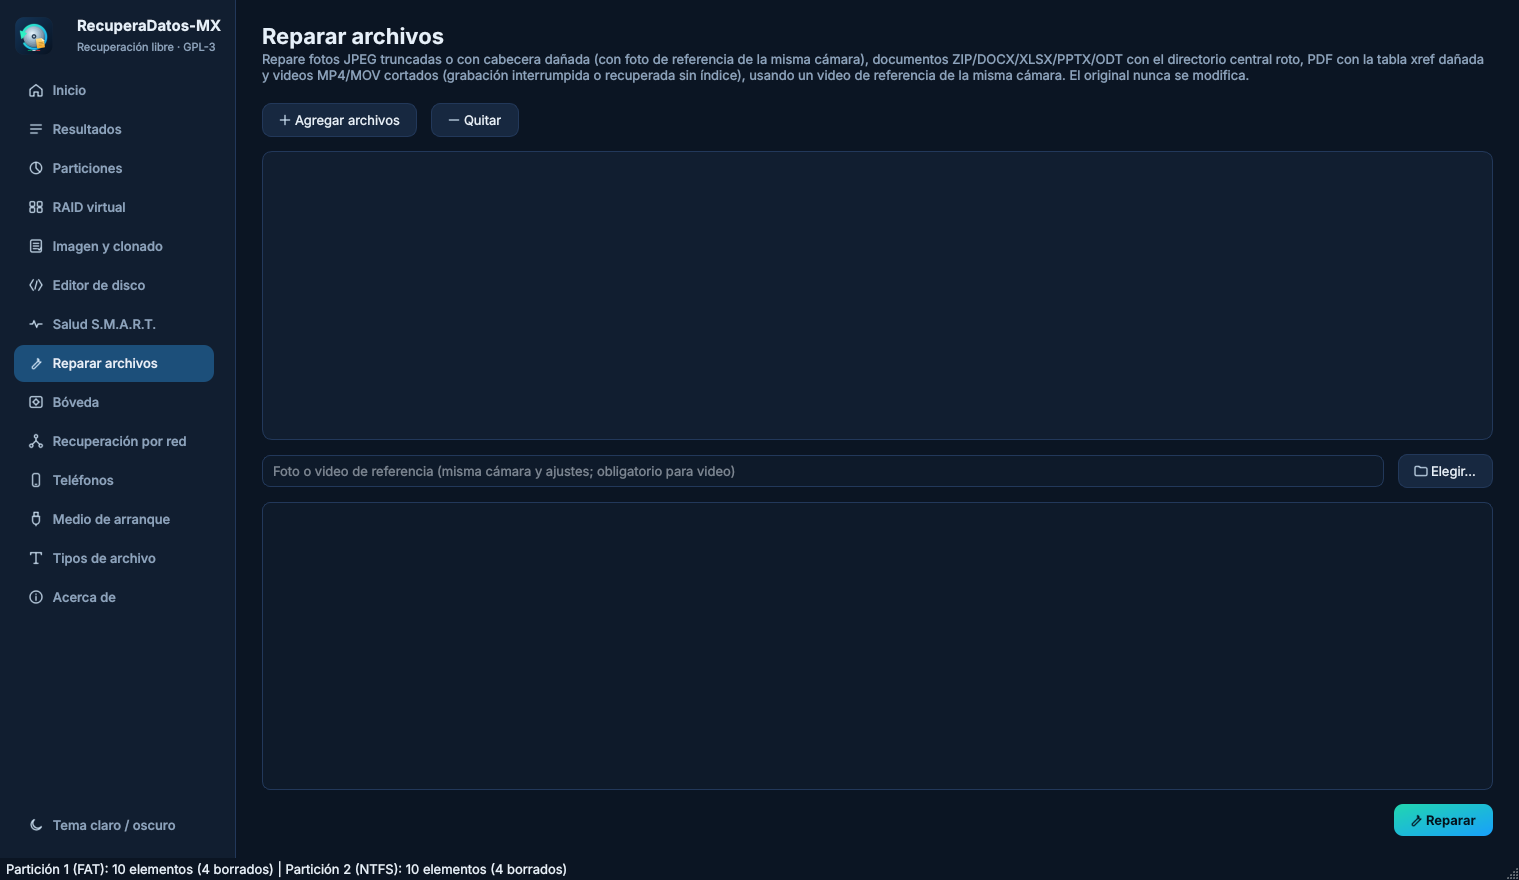 RecuperaDatos-MX
Recuperación libre · GPL-3
Inicio
Resultados
Particiones
RAID virtual
Imagen y clonado
Editor de disco
Salud S.M.A.R.T.
Reparar archivos
Bóveda
Recuperación por red
Teléfonos
Medio de arranque
Tipos de archivo
Acerca de
Tema claro / oscuro
Reparar archivos
Repare fotos JPEG truncadas o con cabecera dañada (con foto de referencia de la misma cámara), documentos ZIP/DOCX/XLSX/PPTX/ODT con el directorio central roto, PDF con la tabla xref dañada
y videos MP4/MOV cortados (grabación interrumpida o recuperada sin índice), usando un video de referencia de la misma cámara. El original nunca se modifica.
+ Agregar archivos
— Quitar
Foto o video de referencia (misma cámara y ajustes; obligatorio para video)
Elegir...
Reparar
Partición 1 (FAT): 10 elementos (4 borrados) | Partición 2 (NTFS): 10 elementos (4 borrados)